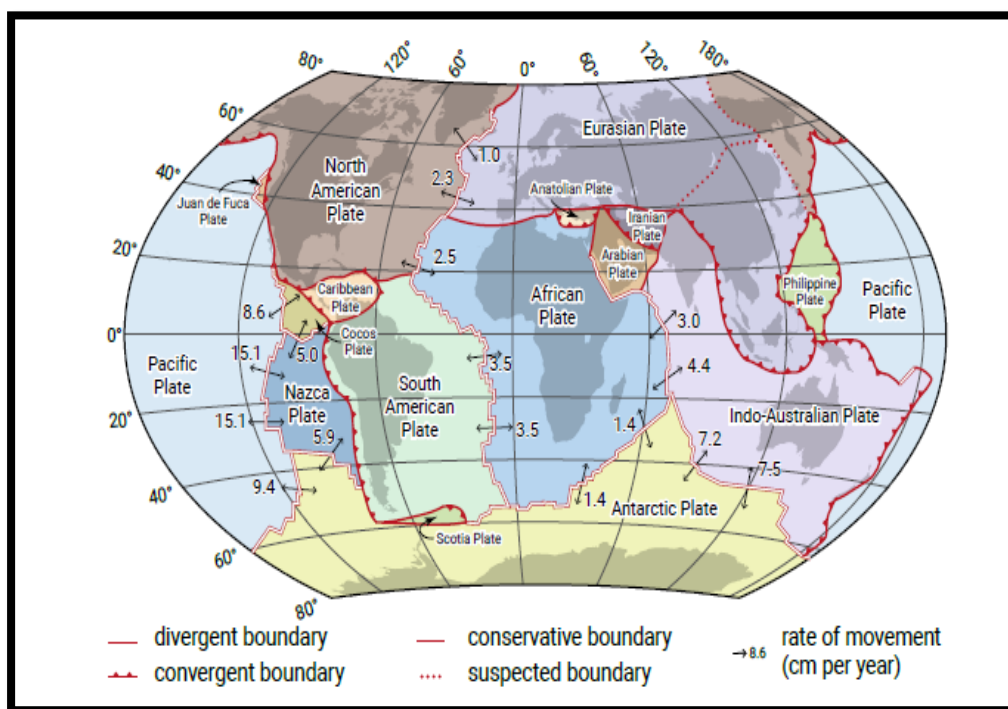 80° 120° 60° 0° 60° 120° 180°
60°
40°
20°
0°
20°
40°
60°
80°
Eurasian Plate
1.0
North
American
Plate
2.3
Juan de Fuca
Plate
Anatolian Plate
Iranian
Plate
Arabian
Plate
2.5
Caribbean
Plate
African
Plate
Philippine
Plate
Pacific
Plate
8.6
Cocos
Plate
3.0
5.0
15.1
Pacific
Plate
3.5
4.4
Nazca
Plate
South
American
Plate
Indo-Australian Plate
15.1
5.9
3.5
1.4
7.2
7.5
9.4
1.4
Antarctic Plate
Scotia Plate
divergent boundary
convergent boundary
conservative boundary
suspected boundary
8.6 rate of movement
(cm per year)